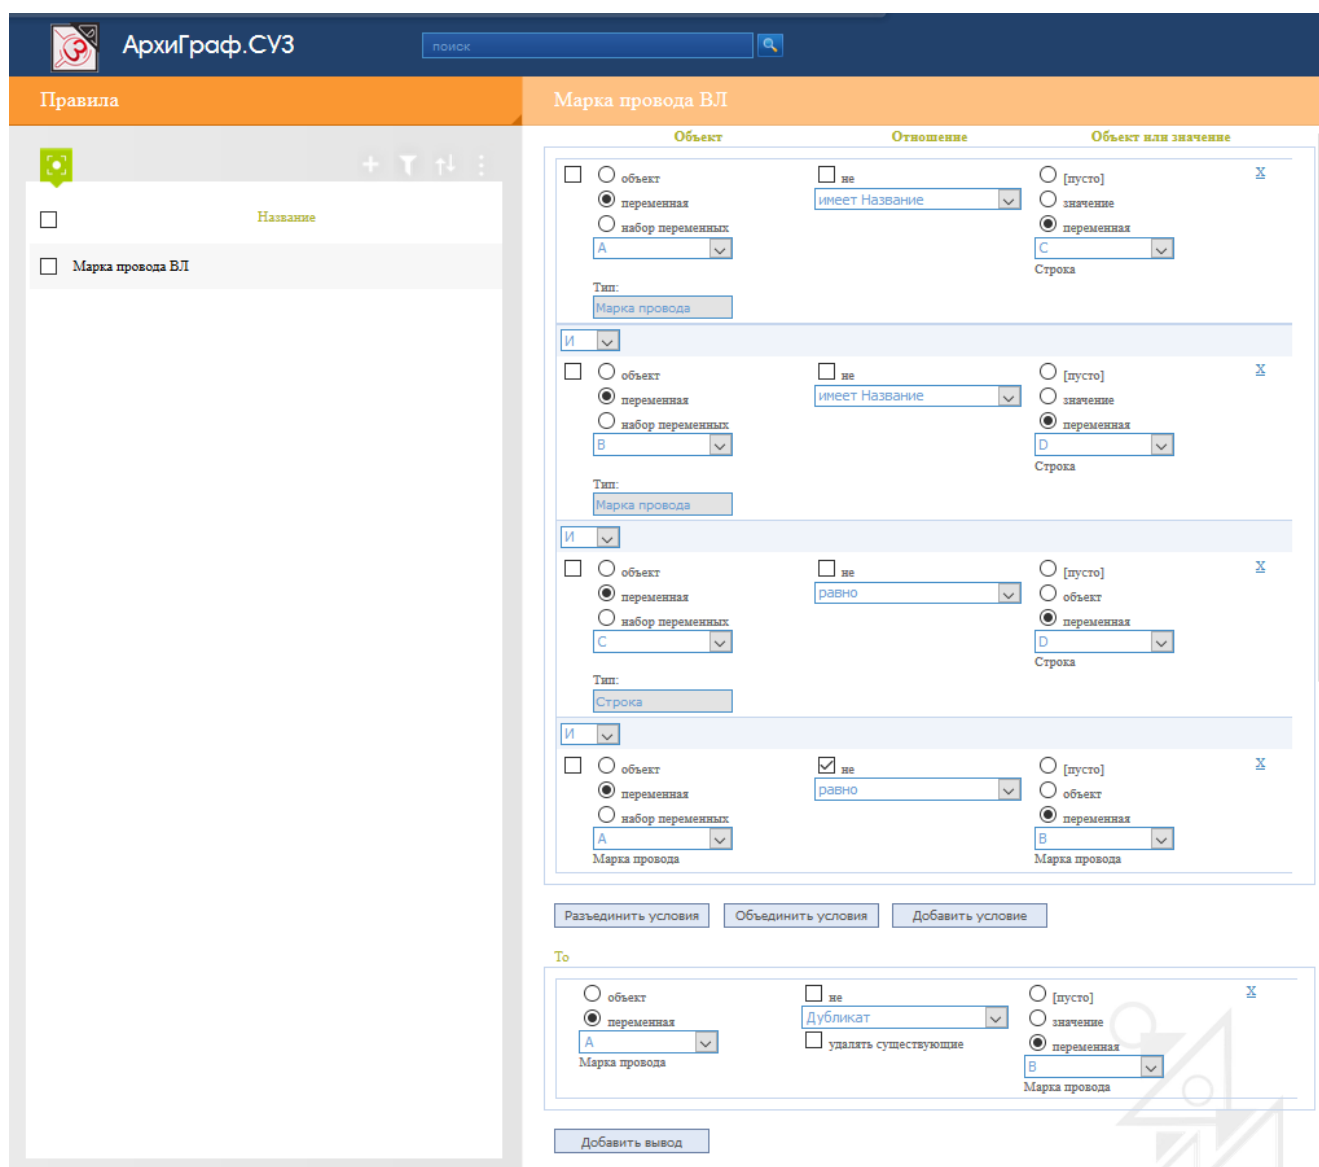 АрхиГраф.СУЗ
поиск
Правила
Марка провода ВЛ
Название
Марка провода ВЛ
Объект Отношение Объект или значение
объект не [пусто] X
переменная имеет Название значение
набор переменных переменная
A C
Строка
Тип:
Марка провода
И
объект не [пусто] X
переменная имеет Название значение
набор переменных переменная
B D
Строка
Тип:
Марка провода
И
объект не [пусто] X
переменная равно объект
набор переменных переменная
C D
Строка
Тип:
Строка
И
объект не [пусто] X
переменная равно объект
набор переменных переменная
A B
Марка провода Марка провода
Разъединить условия Объединить условия Добавить условие
То
объект не [пусто] X
переменная Дубликат значение
A удалять существующие переменная
Марка провода B
Марка провода
Добавить вывод